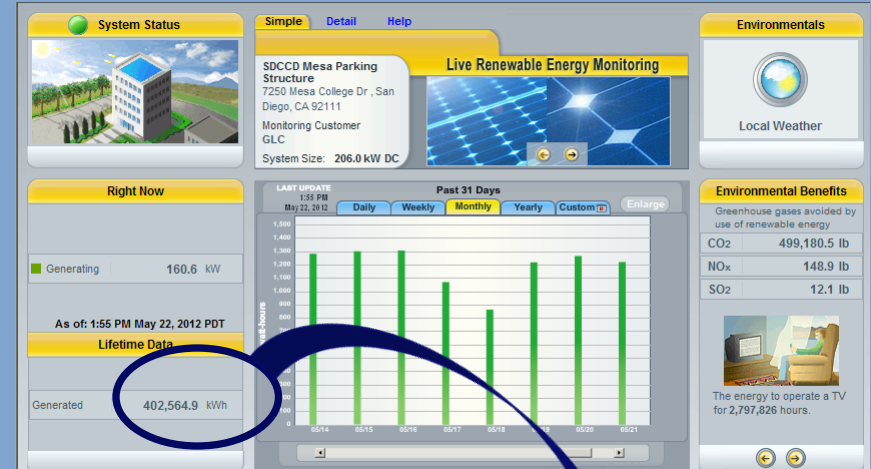 System Status
Simple Detail Help
SDCCD Mesa Parking
Structure
7250 Mesa College Dr , San
Diego, CA 92111
Monitoring Customer
GLC
System Size: 206.0 kW DC
Live Renewable Energy Monitoring
Environmentals
Local Weather
Right Now
Generating 160.6 kW
As of: 1:55 PM May 22, 2012 PDT
Lifetime Data
Generated 402,564.9 kWh
LAST UPDATE
1:55 PM
May 22, 2012
Past 31 Days
Daily Weekly Monthly Yearly Custom
Enlarge
1,500
1,400
1,300
1,200
1,100
1,000
900
800
100
0
05/14 05/15 05/16 05/17 05/18 05/19 05/20 05/21
Environmental Benefits
Greenhouse gases avoided by
use of renewable energy
CO2 499,180.5 lb
NOx 148.9 lb
SO2 12.1 lb
The energy to operate a TV
for 2,797,826 hours.